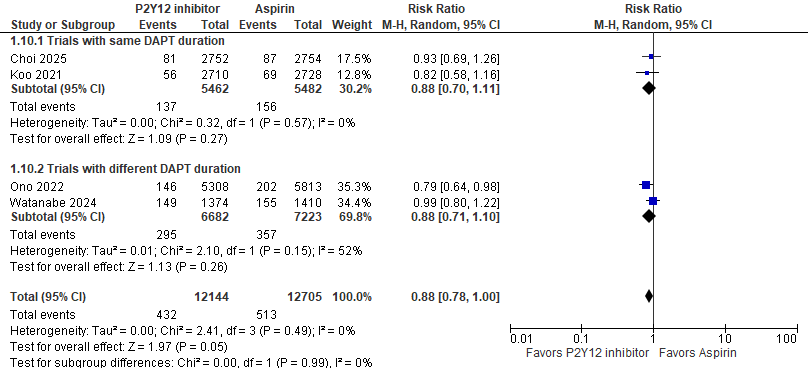 P2Y12 inhibitor Aspirin Risk Ratio Risk Ratio
Study or Subgroup Events Total Events Total Weight M-H, Random, 95% CI M-H, Random, 95% CI
1.10.1 Trials with same DAPT duration
Choi 2025 81 2752 87 2754 17.5% 0.93 [0.69, 1.26]
Koo 2021 56 2710 69 2728 12.8% 0.82 [0.58, 1.16]
Subtotal (95% CI) 5462 5482 30.2% 0.88 [0.70, 1.11]
Total events 137 156
Heterogeneity: Tau² = 0.00; Chi² = 0.32, df = 1 (P = 0.57); I² = 0%
Test for overall effect: Z = 1.09 (P = 0.27)
1.10.2 Trials with different DAPT duration
Ono 2022 146 5308 202 5813 35.3% 0.79 [0.64, 0.98]
Watanabe 2024 149 1374 155 1410 34.4% 0.99 [0.80, 1.22]
Subtotal (95% CI) 6682 7223 69.8% 0.88 [0.71, 1.10]
Total events 295 357
Heterogeneity: Tau² = 0.01; Chi² = 2.10, df = 1 (P = 0.15); I² = 52%
Test for overall effect: Z = 1.13 (P = 0.26)
Total (95% CI) 12144 12705 100.0% 0.88 [0.78, 1.00]
Total events 432 513
Heterogeneity: Tau² = 0.00; Chi² = 2.41, df = 3 (P = 0.49); I² = 0%
Test for overall effect: Z = 1.97 (P = 0.05)
Test for subgroup differences: Chi² = 0.00, df = 1 (P = 0.99), I² = 0%
0.01 0.1 1 10 100
Favors P2Y12 inhibitor Favors Aspirin